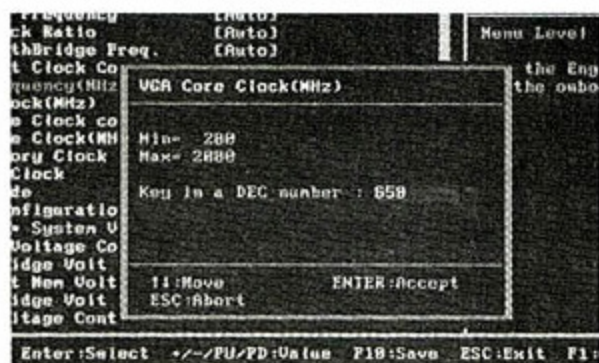 Frequency [Auto]
ck Ratio [Auto]
thBridge Freq. [Auto]
t Clock Co
quency(MHz
ock(MHz)
e Clock co
e Clock(MH
ory Clock
Clock
de
nfiguratio
* System V
Voltage Co
idge Volt
t Mem Volt
idge Volt
ltage Cont
Menu Level
the Eng
the onbo
VGA Core Clock(MHz)
Min= 200
Max= 2000
Key in a DEC number : 650
↑↓:Move ENTER:Accept
ESC:Abort
Enter:Select +/-/PU/PD:Value F10:Save ESC:Exit F1: